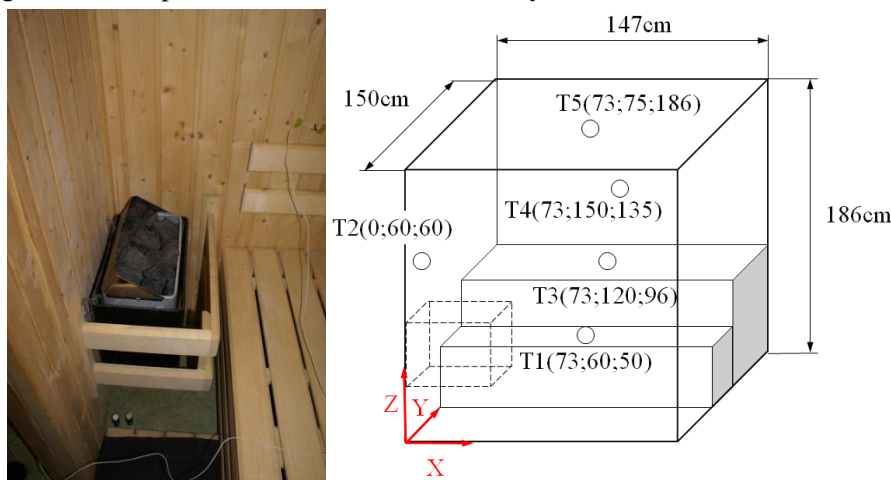 147cm
150cm
T5(73;75;186)
T4(73;150;135)
186cm
T2(0;60;60)
T3(73;120;96)
T1(73;60;50)
Z
Y
X